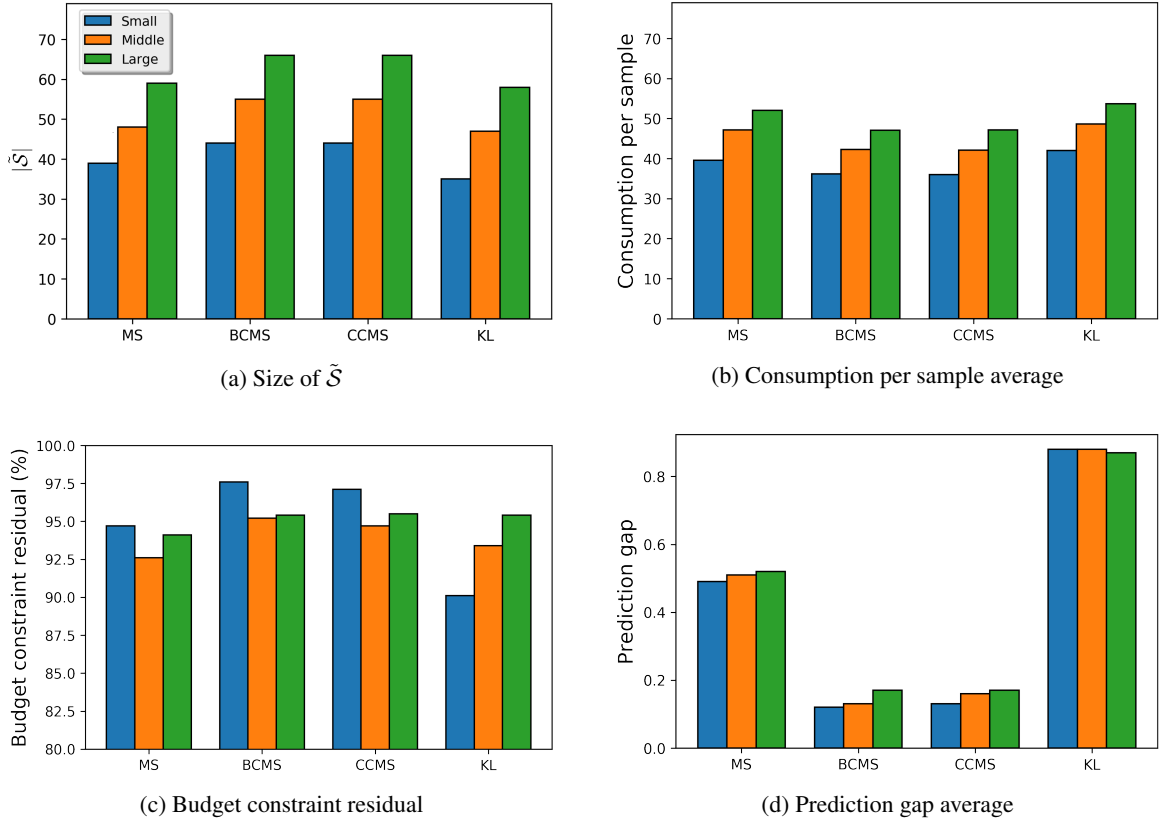 Small
Middle
Large
|S̃|
70
60
50
40
30
20
10
0
MS BCMS CCMS KL
(a) Size of S̃
Consumption per sample
70
60
50
40
30
20
10
0
MS BCMS CCMS KL
(b) Consumption per sample average
Budget constraint residual (%)
100.0
97.5
95.0
92.5
90.0
87.5
85.0
82.5
80.0
MS BCMS CCMS KL
(c) Budget constraint residual
Prediction gap
0.8
0.6
0.4
0.2
0.0
MS BCMS CCMS KL
(d) Prediction gap average